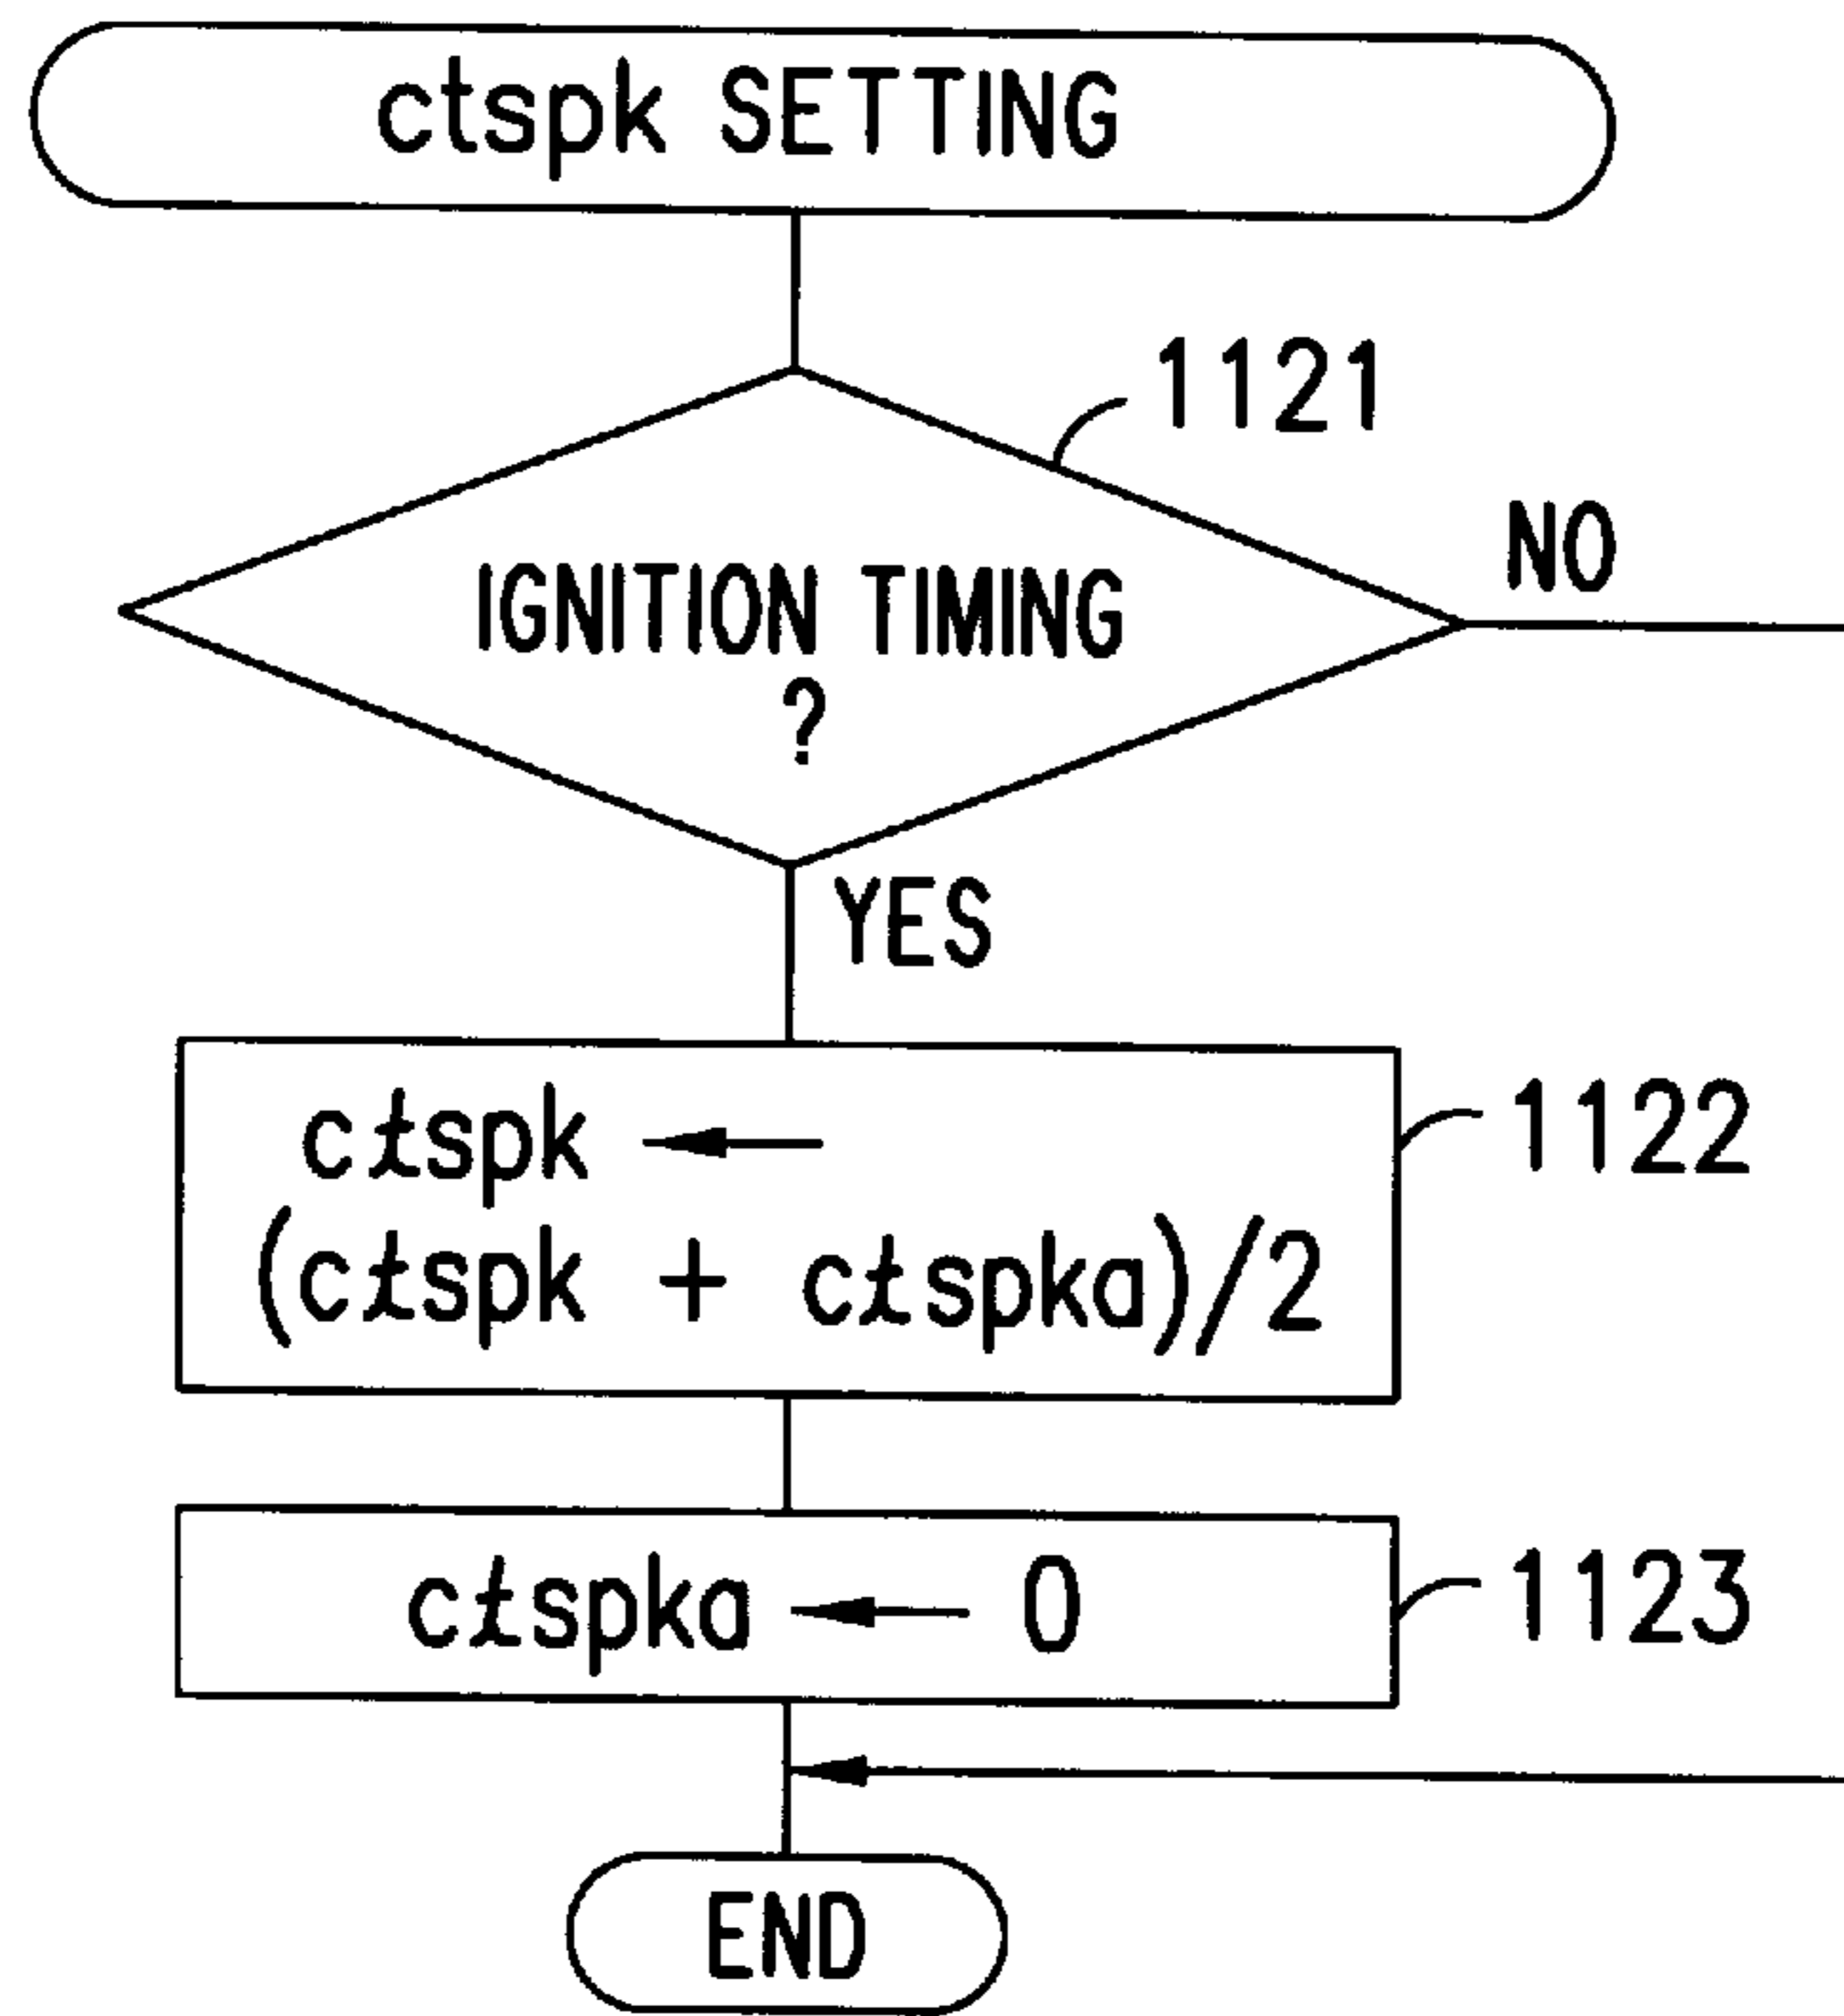 ctspk SETTING
1121
NO
IGNITION TIMING
?
YES
ctspk ←
1122
(ctspk + ctspka)/2
ctspka ← 0
1123
END